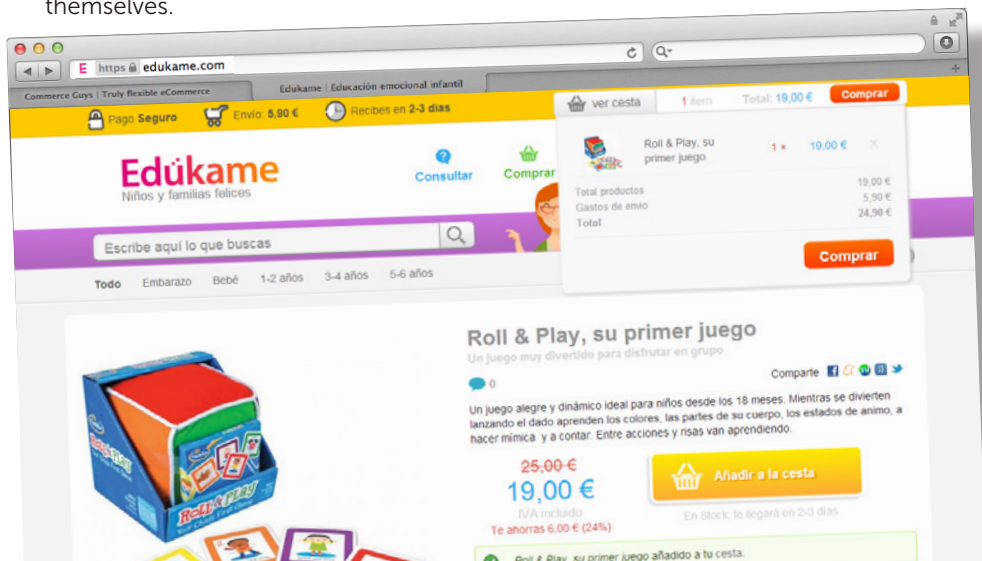 themselves.
E https edukame.com
Commerce Guys | Truly flexible eCommerce
Edukame | Educación emocional infantil
Pago Seguro
Envío: 5,90 €
Recibes en 2-3 días
ver cesta
1 item
Total: 19,00 €
Comprar
Roll & Play, su
primer juego
1 ×
19,00 €
X
Total productos 19,00 €
Gastos de envío 5,90 €
Total 24,90 €
Comprar
Edúkame
Niños y familias felices
Consultar
Comprar
Escribe aquí lo que buscas
Todo Embarazo Bebé 1-2 años 3-4 años 5-6 años
Roll & Play, su primer juego
Un juego muy divertido para disfrutar en grupo
0
Comparte
Un juego alegre y dinámico ideal para niños desde los 18 meses. Mientras se divierten
lanzando el dado aprenden los colores, las partes de su cuerpo, los estados de animo, a
hacer mímica y a contar. Entre acciones y risas van aprendiendo.
25,00 €
19,00 €
IVA incluido
Te ahorras 6,00 € (24%)
Añadir a la cesta
En Stock, te llegará en 2-3 días
Roll & Play, su primer juego añadido a tu cesta.
Roll & Play
Roll & PLAY
Your Child's First Game